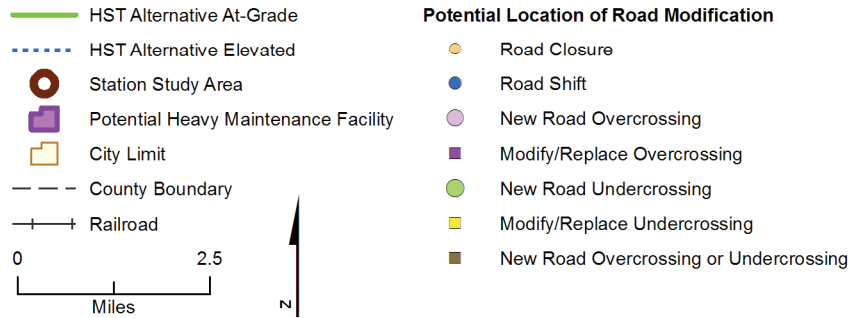 HST Alternative At-Grade
HST Alternative Elevated
Station Study Area
Potential Heavy Maintenance Facility
City Limit
County Boundary
Railroad
0 2.5
Miles
N
Potential Location of Road Modification
Road Closure
Road Shift
New Road Overcrossing
Modify/Replace Overcrossing
New Road Undercrossing
Modify/Replace Undercrossing
New Road Overcrossing or Undercrossing